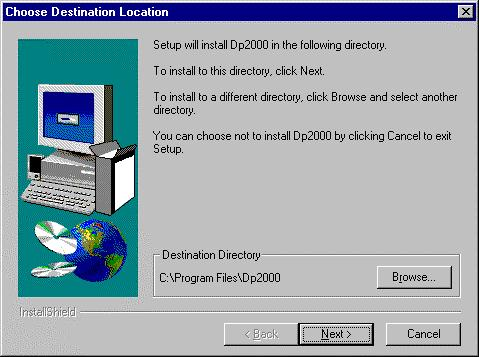 Choose Destination Location
Setup will install Dp2000 in the following directory.
To install to this directory, click Next.
To install to a different directory, click Browse and select another
directory.
You can choose not to install Dp2000 by clicking Cancel to exit
Setup.
Destination Directory
C:\Program Files\Dp2000
Browse...
InstallShield
< Back
Next >
Cancel